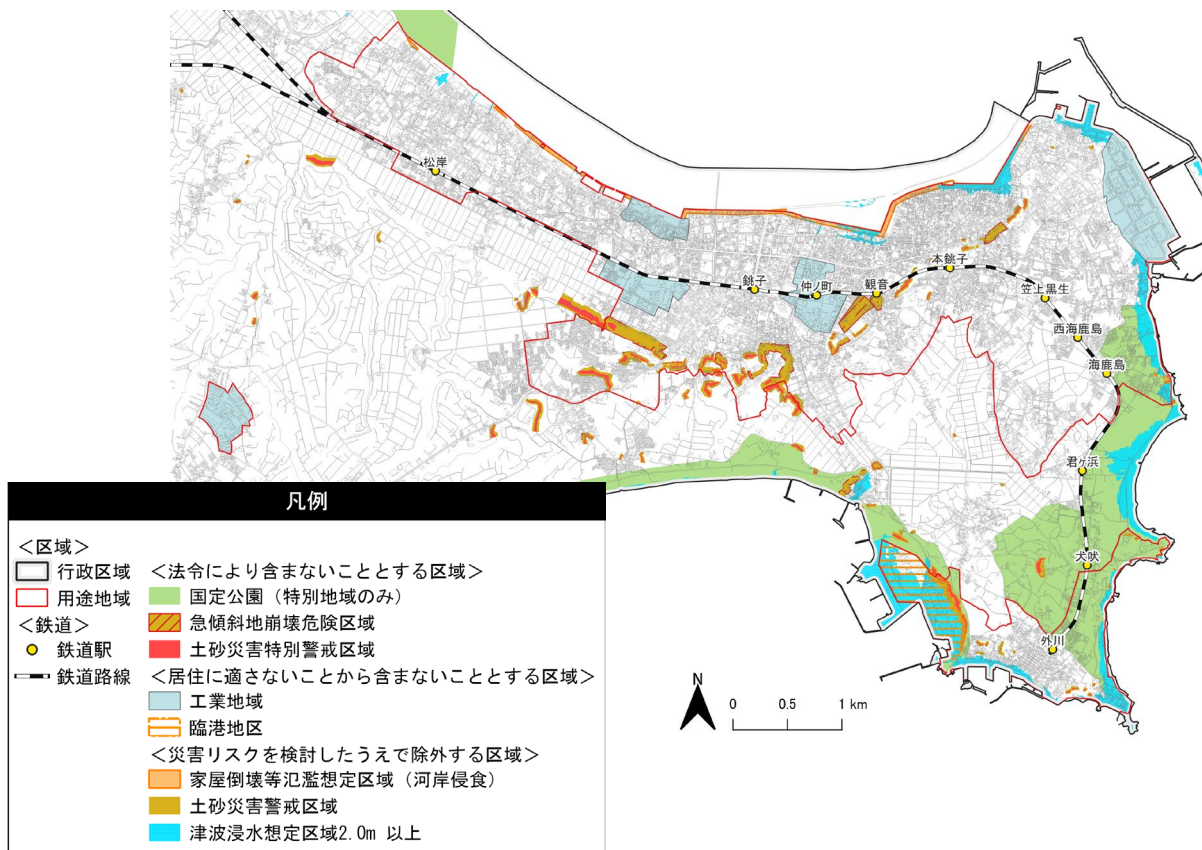 松岸
銚子
仲ノ町
観音
本銚子
笠上黒生
西海鹿島
海鹿島
君ヶ浜
犬吠
外川
凡例
＜区域＞
行政区域
用途地域
＜鉄道＞
鉄道駅
鉄道路線
＜法令により含まないこととする区域＞
国定公園（特別地域のみ）
急傾斜地崩壊危険区域
土砂災害特別警戒区域
＜居住に適さないことから含まないこととする区域＞
工業地域
臨港地区
＜災害リスクを検討したうえで除外する区域＞
家屋倒壊等氾濫想定区域（河岸侵食）
土砂災害警戒区域
津波浸水想定区域2.0m 以上
N
0 0.5 1 km